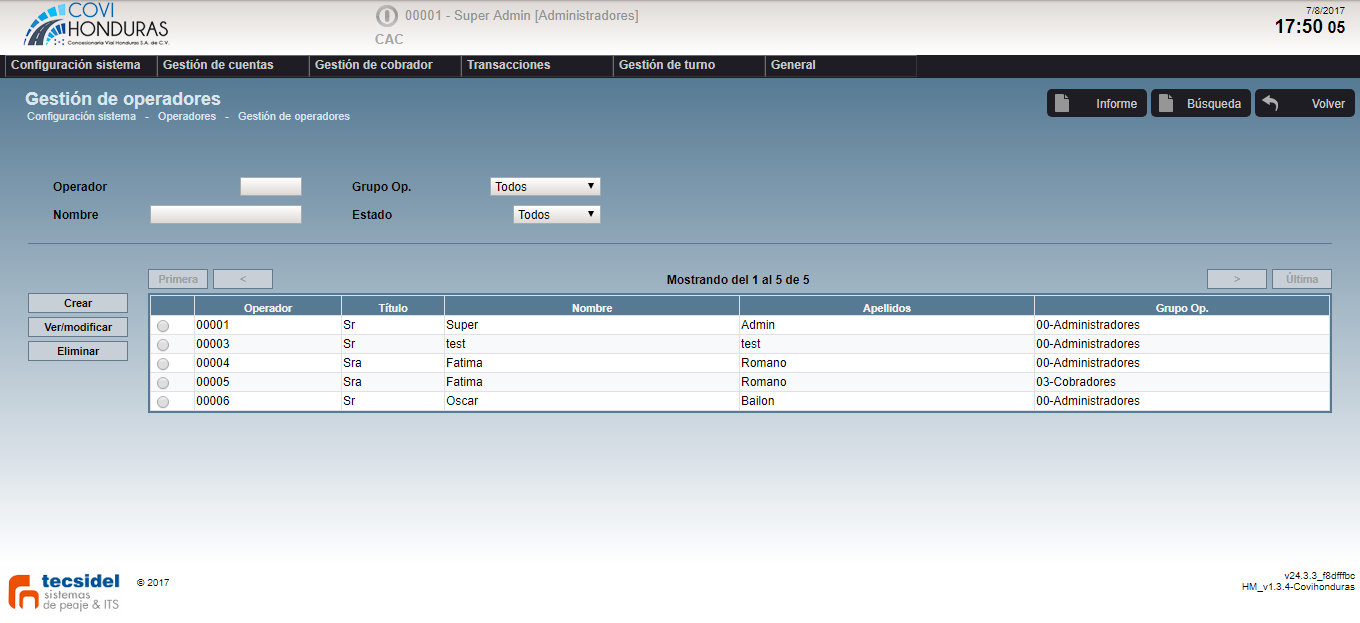 COVI
HONDURAS
Concesionaria Vial Honduras S.A. de C.V.
00001 - Super Admin [Administradores]
CAC
7/8/2017
17:50 05
Configuración sistema Gestión de cuentas Gestión de cobrador Transacciones Gestión de turno General
Gestión de operadores
Configuración sistema - Operadores - Gestión de operadores
Informe Búsqueda Volver
Operador Grupo Op. Todos
Nombre Estado Todos
Primera < Mostrando del 1 al 5 de 5 > Última
Crear
Ver/modificar
Eliminar
Operador Título Nombre Apellidos Grupo Op.
00001 Sr Super Admin 00-Administradores
00003 Sr test test 00-Administradores
00004 Sra Fatima Romano 00-Administradores
00005 Sra Fatima Romano 03-Cobradores
00006 Sr Oscar Bailon 00-Administradores
tecsidel
sistemas
de peaje & ITS
© 2017
v24.3.3_f8dfffbc
HM_v1.3.4-Covihonduras